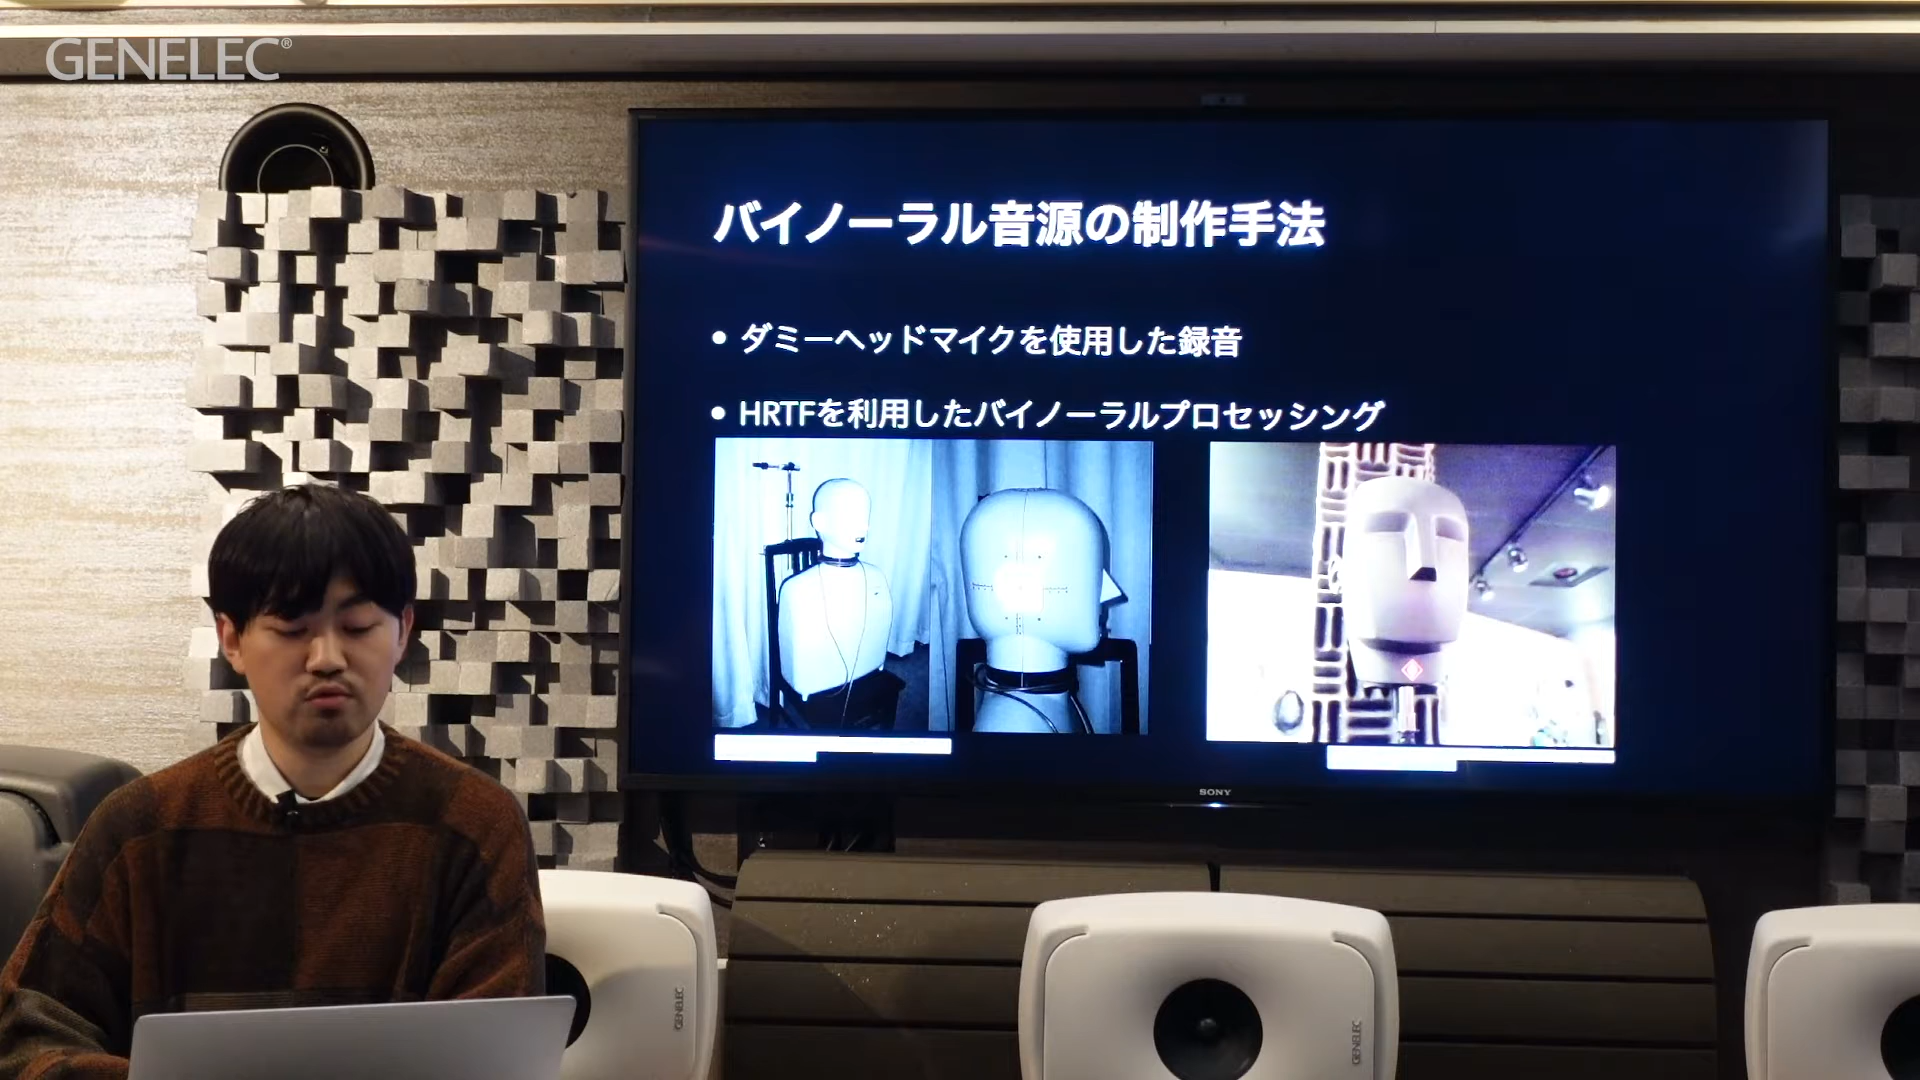 GENELEC®
バイノーラル音源の制作手法
• ダミーヘッドマイクを使用した録音
• HRTFを利用したバイノーラルプロセッシング
SONY
GENELEC
GENELEC